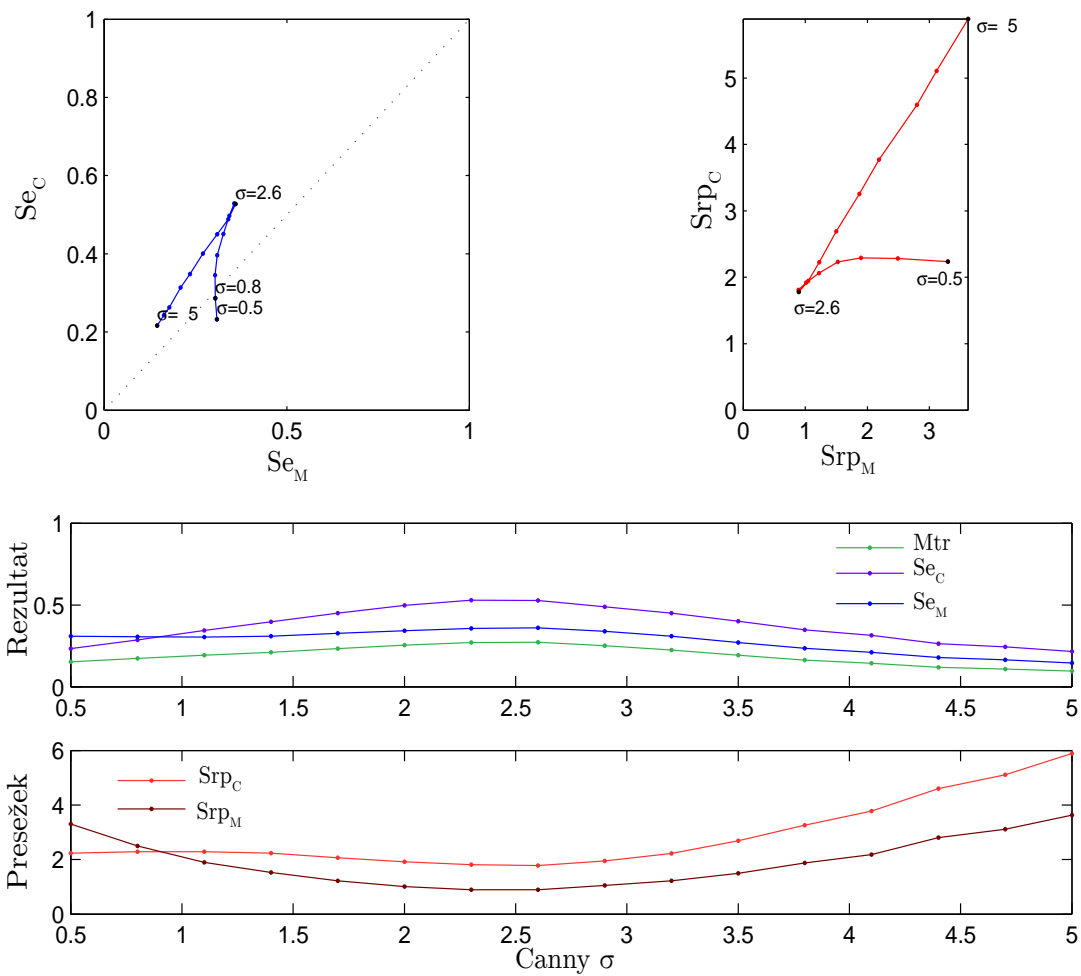 1
0.8
0.6
0.4
0.2
0
0
0.5
1
Se_C
Se_M
σ=2.6
σ=0.8
σ=0.5
σ= 5
5
4
3
2
1
0
0
1
2
3
Srp_C
Srp_M
σ= 5
σ=0.5
σ=2.6
1
0.5
0
Rezultat
Mtr
Se_C
Se_M
0.5
1
1.5
2
2.5
3
3.5
4
4.5
5
6
4
2
0
Presežek
Srp_C
Srp_M
0.5
1
1.5
2
2.5
3
3.5
4
4.5
5
Canny σ